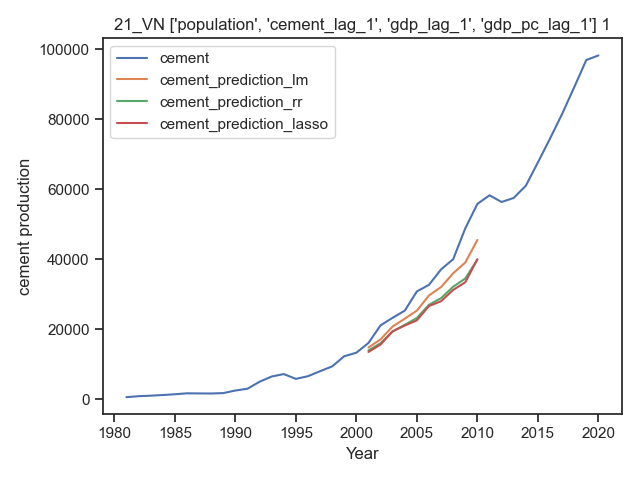 21_VN ['population', 'cement_lag_1', 'gdp_lag_1', 'gdp_pc_lag_1'] 1
cement
cement_prediction_lm
cement_prediction_rr
cement_prediction_lasso
100000
80000
60000
40000
20000
0
cement production
1980 1985 1990 1995 2000 2005 2010 2015 2020
Year